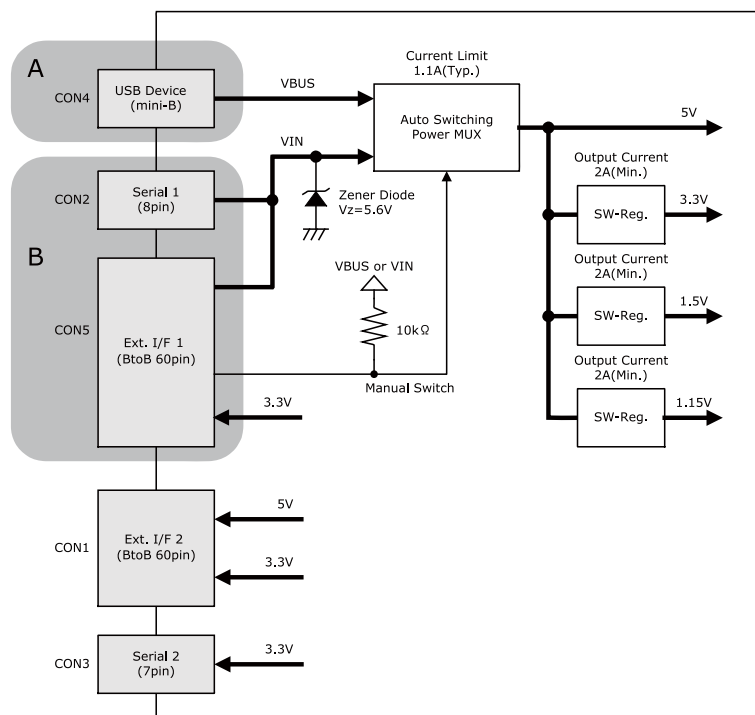 A
CON4
USB Device
(mini-B)
VBUS
Current Limit
1.1A(Typ.)
Auto Switching
Power MUX
5V
VIN
CON2
Serial 1
(8pin)
Zener Diode
Vz=5.6V
Output Current
2A(Min.)
SW-Reg.
3.3V
B
CON5
Ext. I/F 1
(BtoB 60pin)
VBUS or VIN
10kΩ
Manual Switch
3.3V
Output Current
2A(Min.)
SW-Reg.
1.5V
Output Current
2A(Min.)
SW-Reg.
1.15V
CON1
Ext. I/F 2
(BtoB 60pin)
5V
3.3V
CON3
Serial 2
(7pin)
3.3V